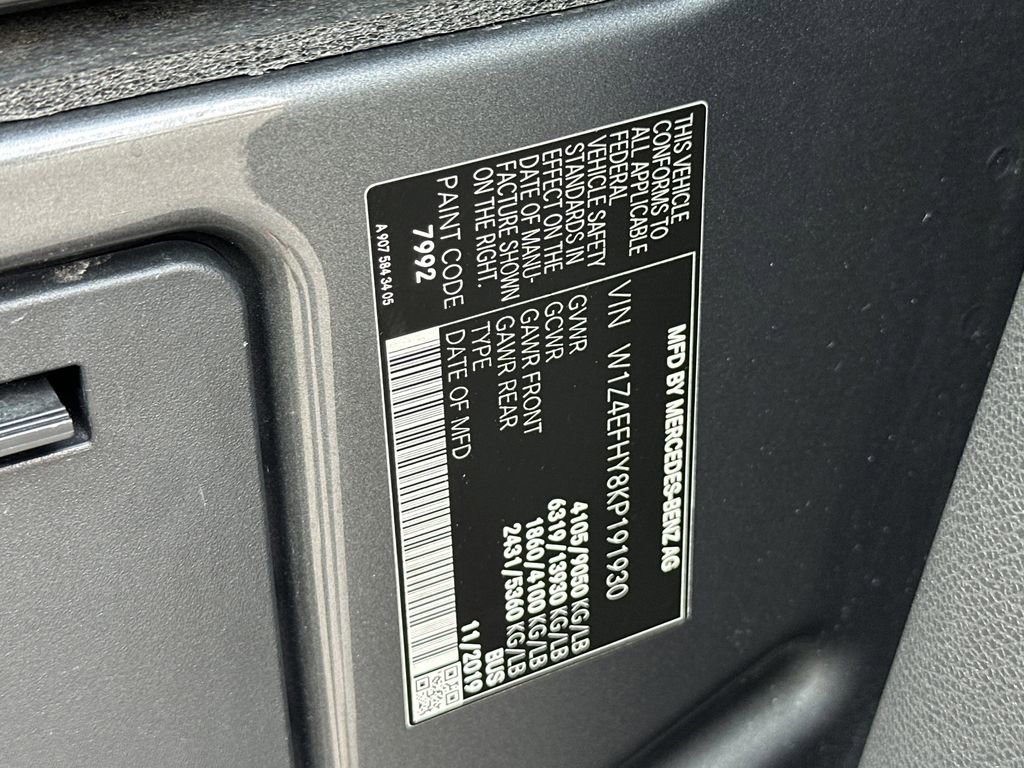 MFD BY MERCEDES-BENZ AG
THIS VEHICLE
CONFORMS TO
ALL APPLICABLE
FEDERAL
VEHICLE SAFETY
STANDARDS IN
EFFECT ON THE
DATE OF MANU-
FACTURE SHOWN
ON THE RIGHT.
PAINT CODE
7992
A 907 584 34 05
VIN W1Z4EFHY8KP191930
GVWR 4105/9050 KG/LB
GCWR 6319/13930 KG/LB
GAWR FRONT 1860/4100 KG/LB
GAWR REAR 2431/5360 KG/LB
TYPE BUS
DATE OF MFD 11/2019